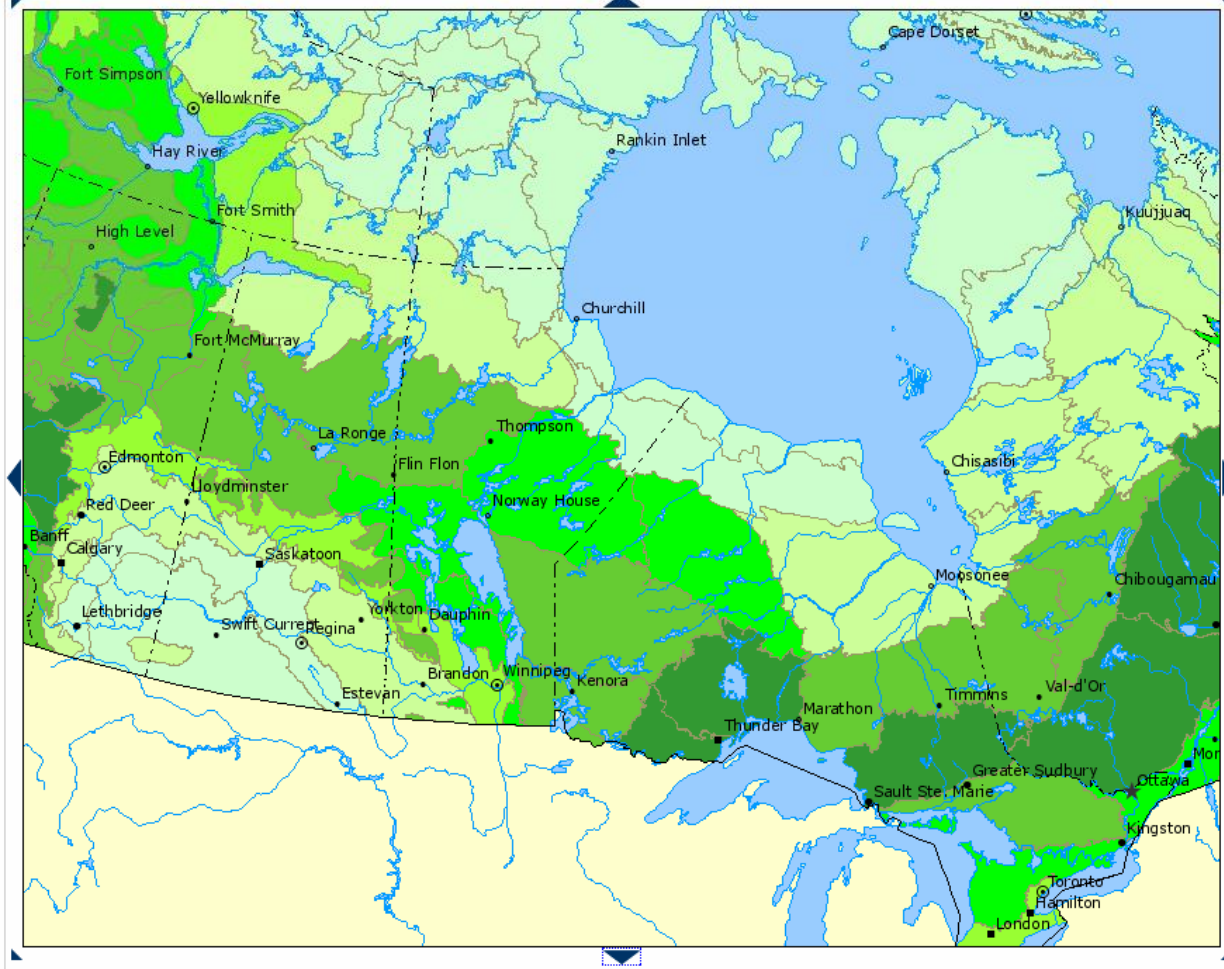 Cape Dorset
Fort Simpson
Yellowknife
Rankin Inlet
Hay River
Fort Smith
Kuujjuaq
High Level
Churchill
Fort McMurray
Thompson
La Ronge
Edmonton
Flin Flon
Chisasibi
Lloydminster
Norway House
Red Deer
Banff
Calgary
Saskatoon
Moosonee
Chibougamau
Lethbridge
Yorkton
Dauphin
Swift Current
Regina
Brandon
Winnipeg
Kenora
Estevan
Val-d'Or
Timmins
Marathon
Thunder Bay
Mon
Greater Sudbury
Ottawa
Sault Ste. Marie
Kingston
Toronto
Hamilton
London